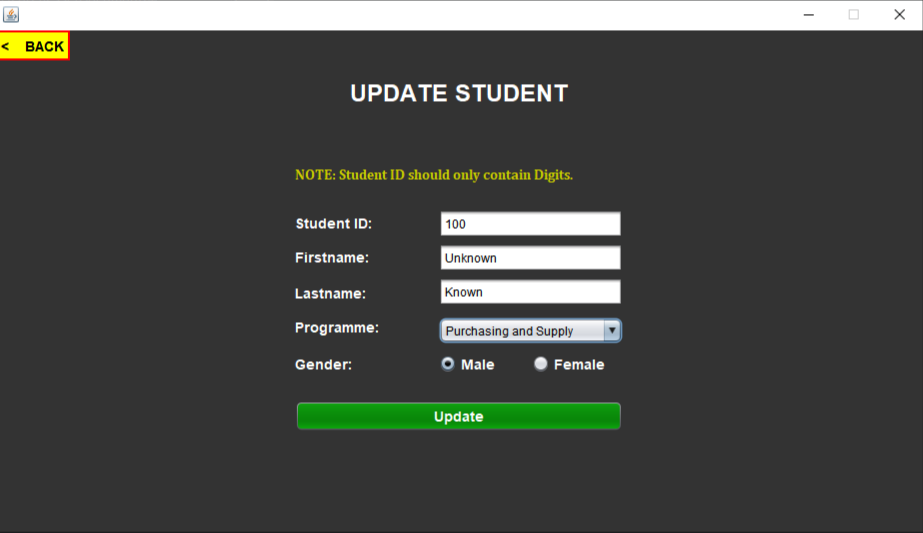 < BACK
UPDATE STUDENT
NOTE: Student ID should only contain Digits.
Student ID: 100
Firstname: Unknown
Lastname: Known
Programme: Purchasing and Supply
Gender: Male Female
Update